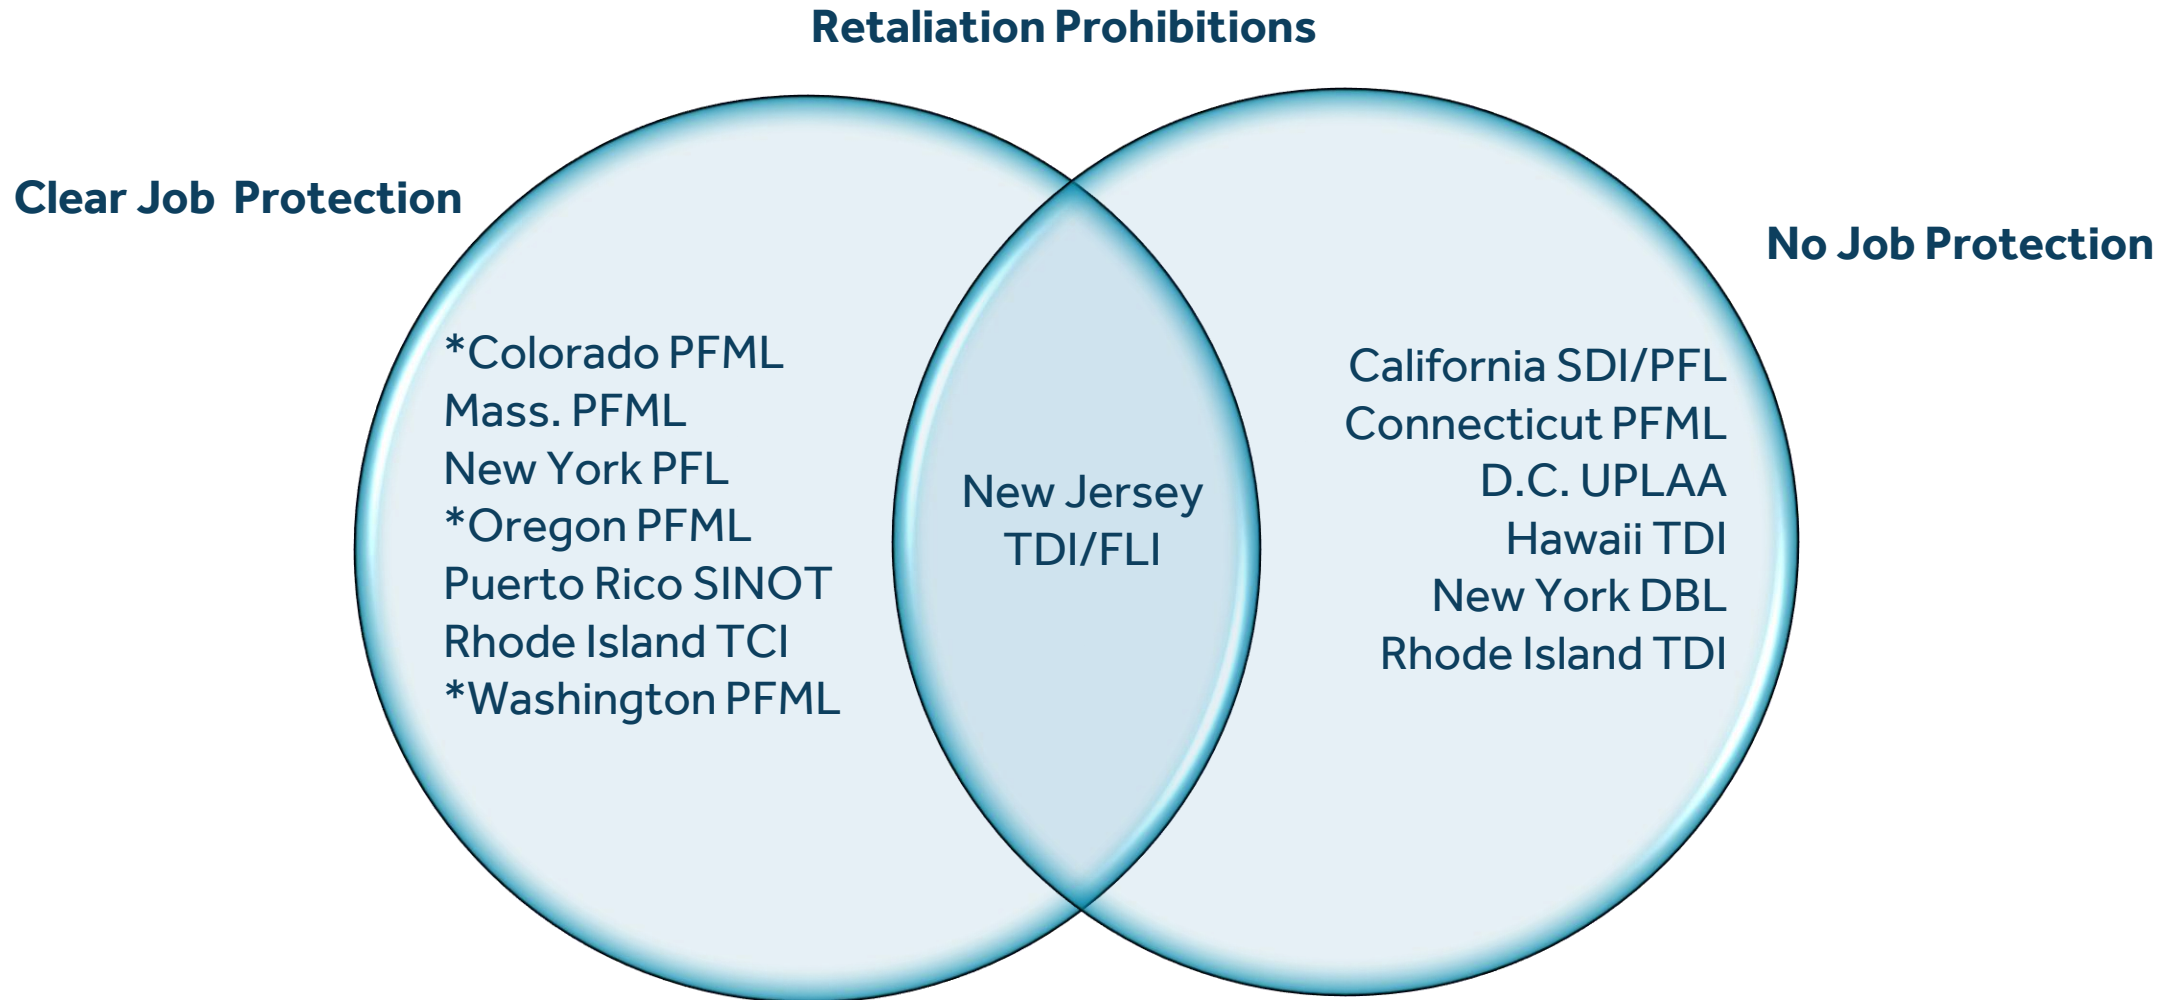 Retaliation Prohibitions
Clear Job Protection
No Job Protection
*Colorado PFML
Mass. PFML
New York PFL
*Oregon PFML
Puerto Rico SINOT
Rhode Island TCI
*Washington PFML
New Jersey
TDI/FLI
California SDI/PFL
Connecticut PFML
D.C. UPLAA
Hawaii TDI
New York DBL
Rhode Island TDI